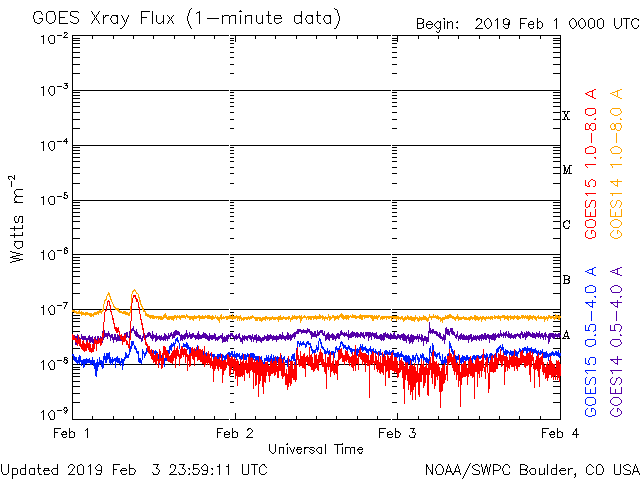 GOES Xray Flux (1-minute data)
Begin: 2019 Feb 1 0000 UTC
10⁻²
10⁻³
10⁻⁴
10⁻⁵
10⁻⁶
10⁻⁷
10⁻⁸
10⁻⁹
Watts m⁻²
X
M
C
B
A
GOES15 1.0-8.0 A
GOES14 1.0-8.0 A
GOES15 0.5-4.0 A
GOES14 0.5-4.0 A
Feb 1
Feb 2
Feb 3
Feb 4
Universal Time
Updated 2019 Feb 3 23:59:11 UTC
NOAA/SWPC Boulder, CO USA